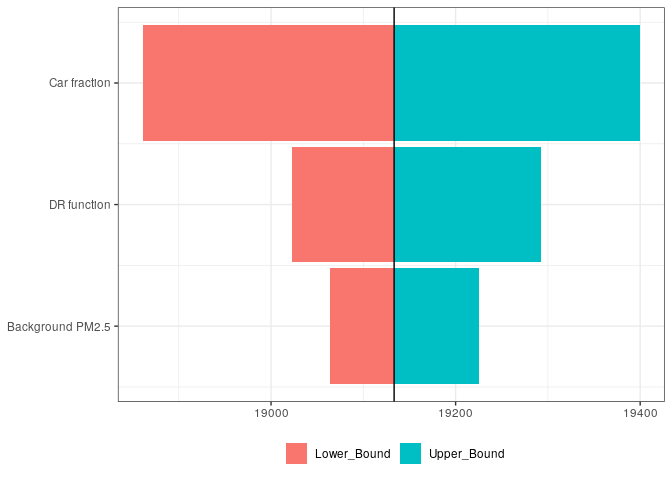 Car fraction
DR function
Background PM2.5
19000 19200 19400
Lower_Bound Upper_Bound